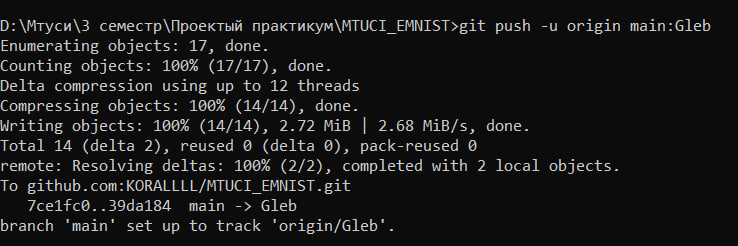 D:\Мтуси\3 семестр\Проектый практикум\MTUCI_EMNIST>git push -u origin main:Gleb
Enumerating objects: 17, done.
Counting objects: 100% (17/17), done.
Delta compression using up to 12 threads
Compressing objects: 100% (14/14), done.
Writing objects: 100% (14/14), 2.72 MiB | 2.68 MiB/s, done.
Total 14 (delta 2), reused 0 (delta 0), pack-reused 0
remote: Resolving deltas: 100% (2/2), completed with 2 local objects.
To github.com:KORALLLL/MTUCI_EMNIST.git
   7ce1fc0..39da184  main -> Gleb
branch 'main' set up to track 'origin/Gleb'.